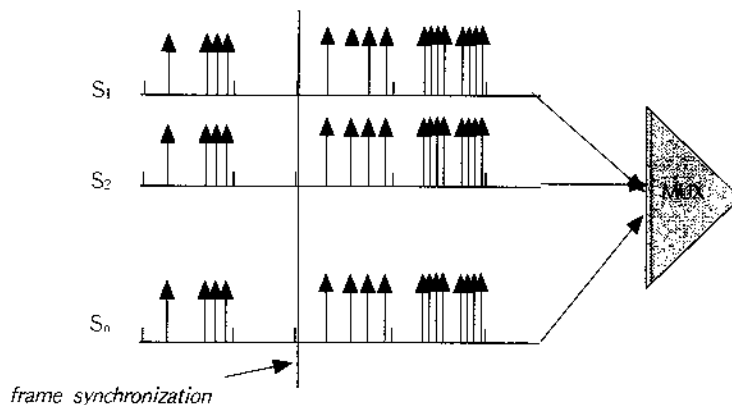 S₁
S₂
MUX
Sₙ
frame synchronization